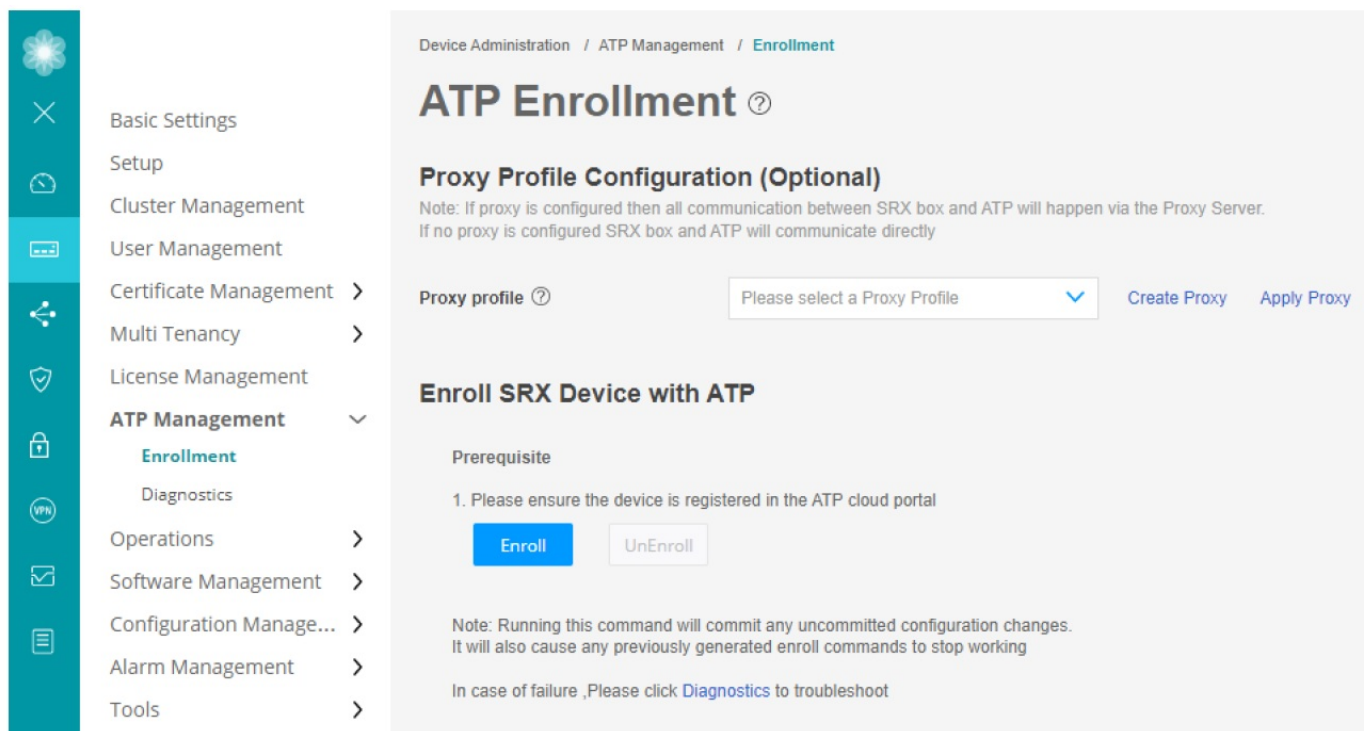 Device Administration / ATP Management / Enrollment
ATP Enrollment ?
Basic Settings
Setup
Cluster Management
User Management
Certificate Management
Multi Tenancy
License Management
ATP Management
Enrollment
Diagnostics
Operations
Software Management
Configuration Manage...
Alarm Management
Tools
VPN
Proxy Profile Configuration (Optional)
Note: If proxy is configured then all communication between SRX box and ATP will happen via the Proxy Server.
If no proxy is configured SRX box and ATP will communicate directly
Proxy profile ? Please select a Proxy Profile Create Proxy Apply Proxy
Enroll SRX Device with ATP
Prerequisite
1. Please ensure the device is registered in the ATP cloud portal
Enroll UnEnroll
Note: Running this command will commit any uncommitted configuration changes.
It will also cause any previously generated enroll commands to stop working
In case of failure ,Please click Diagnostics to troubleshoot